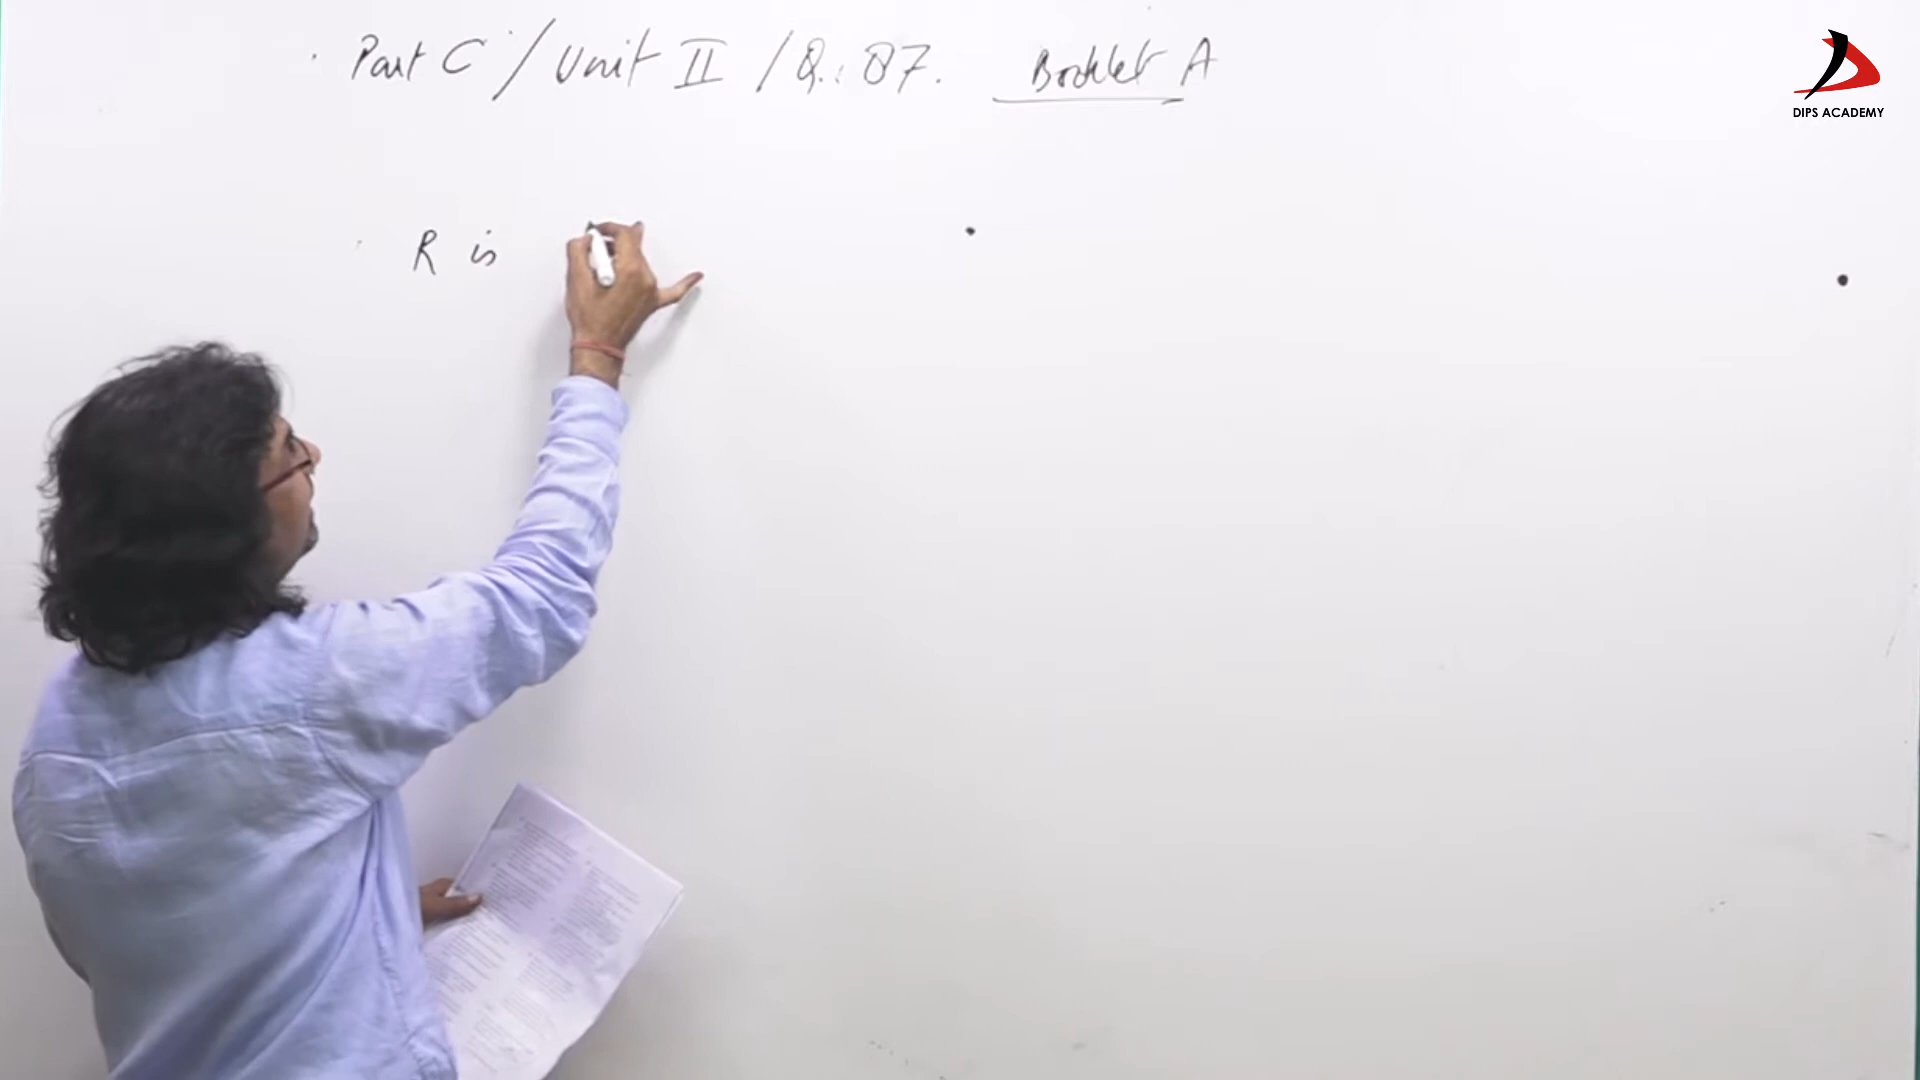 Part C / Unit II / Q. 87. Booklet A
DIPS ACADEMY
R is